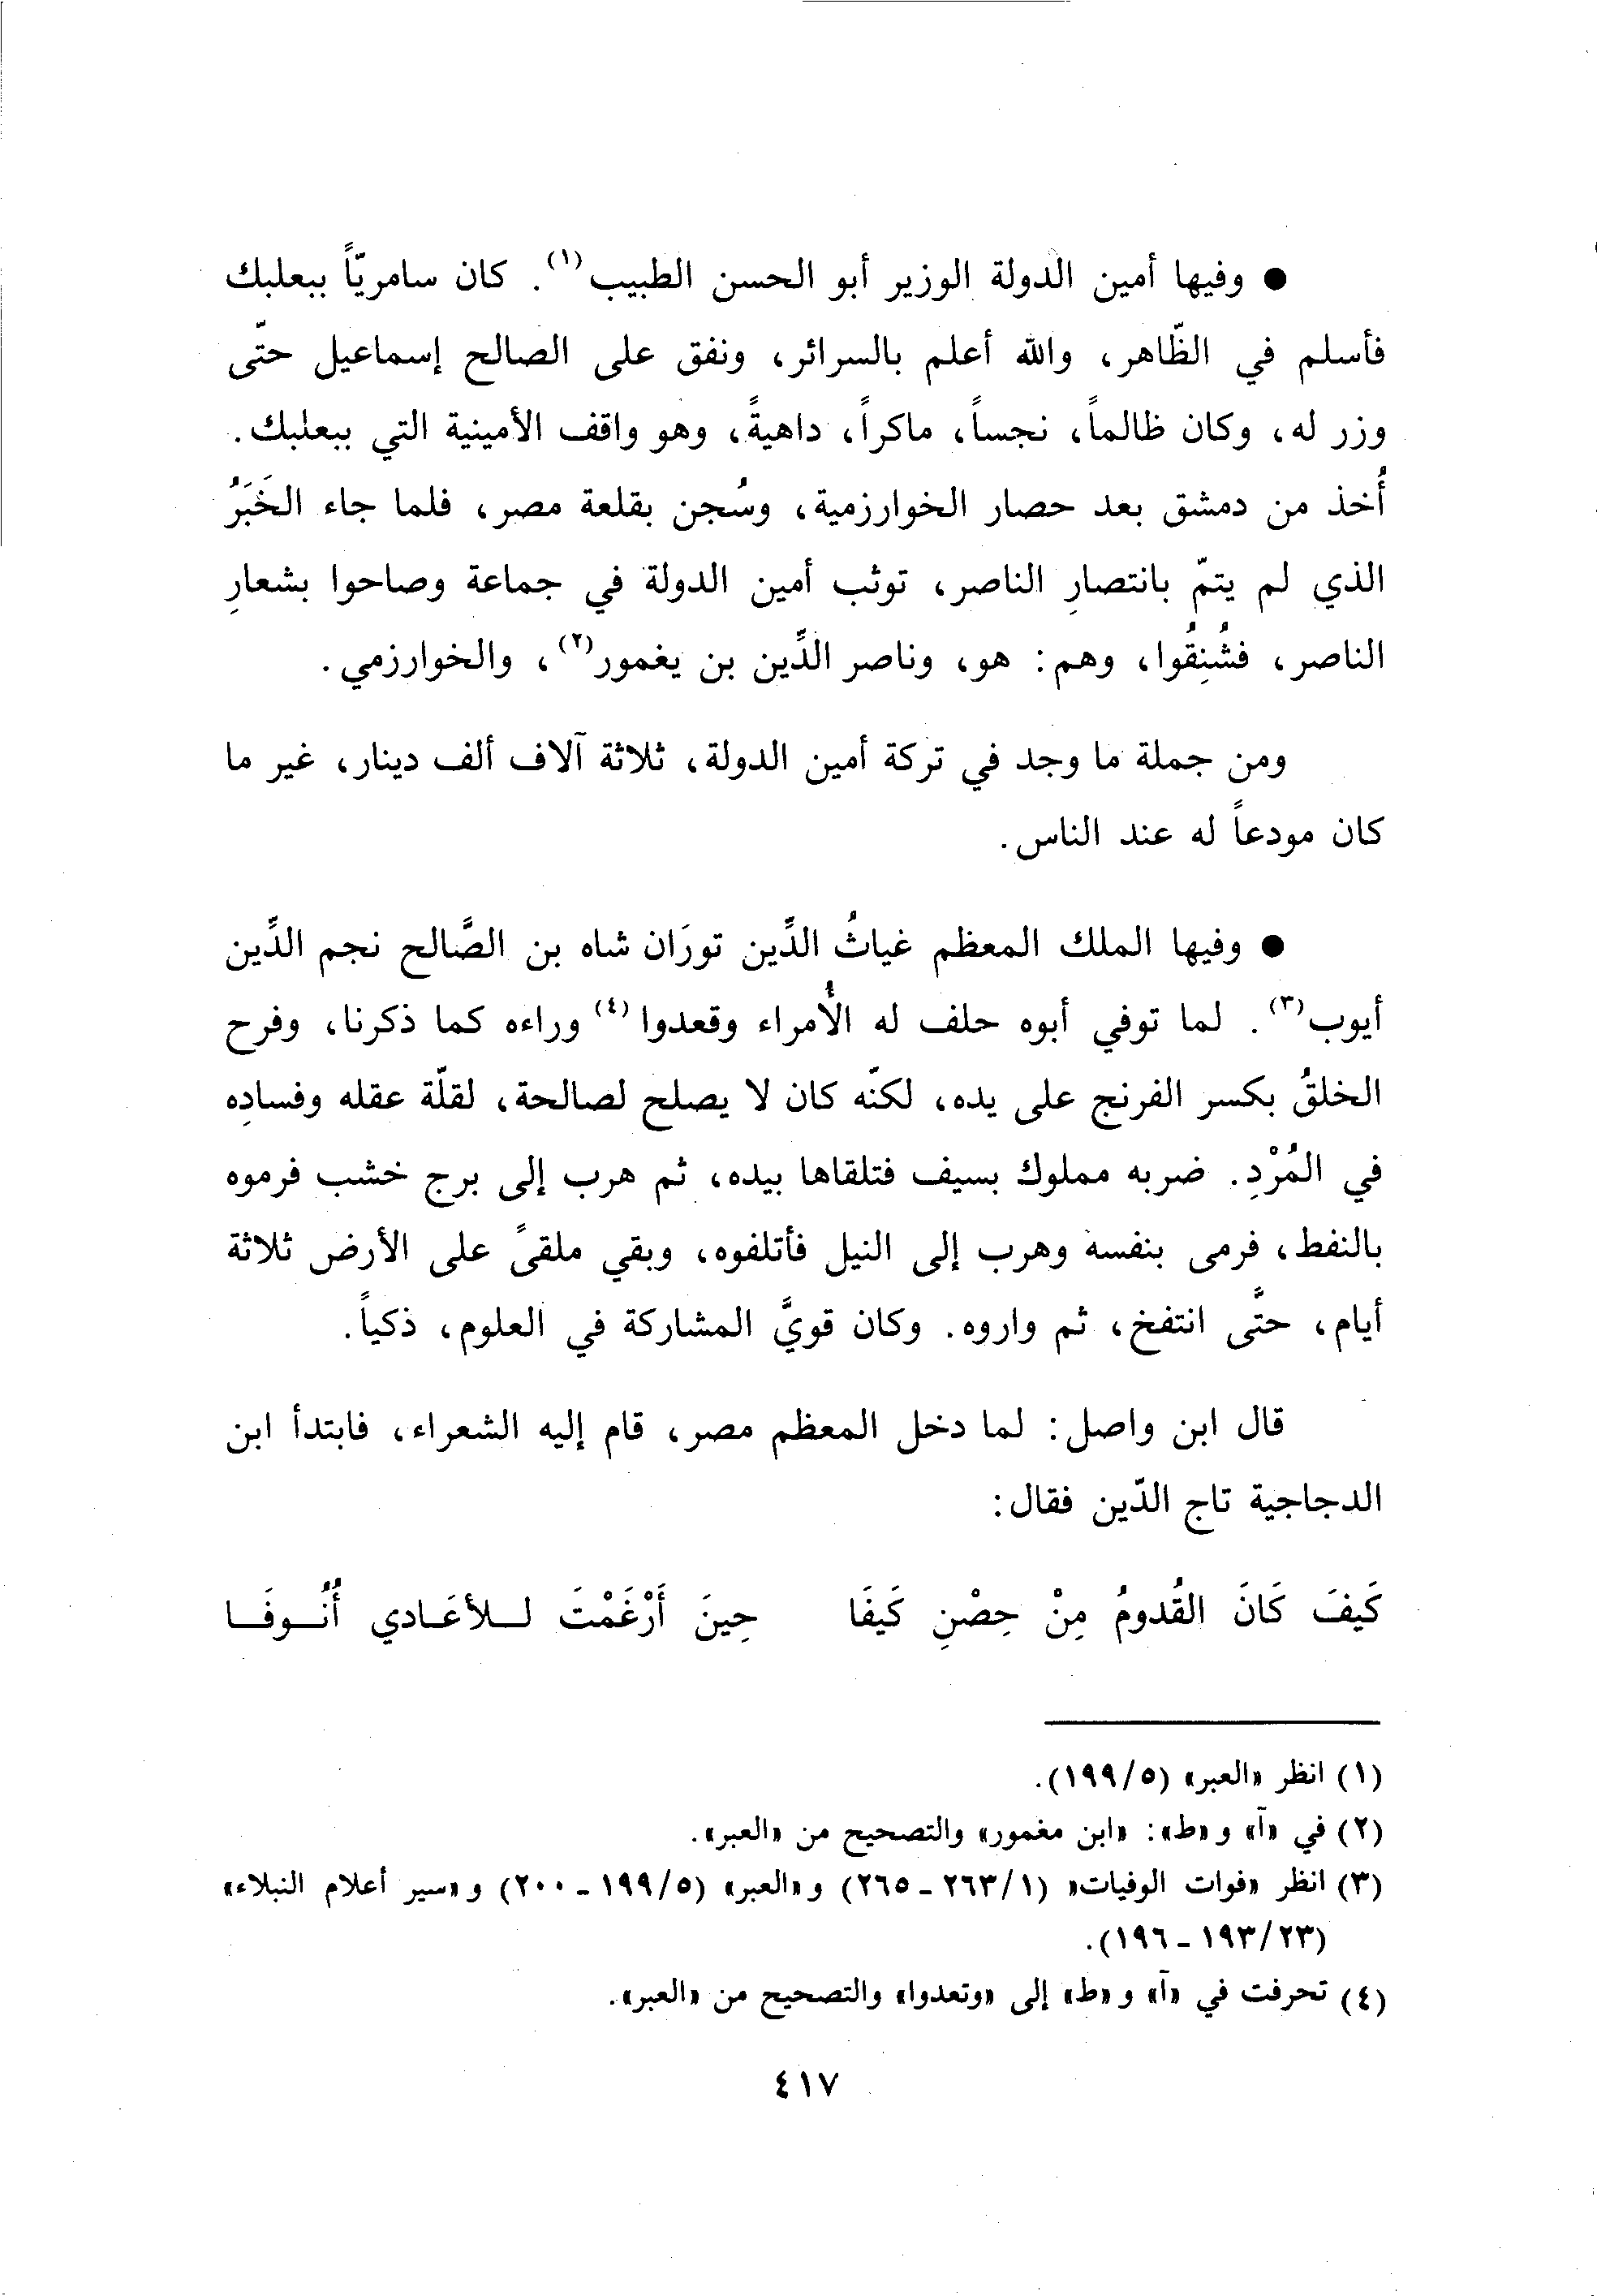 ● وفيها أمين الدولة الوزير أبو الحسن الطبيب(١). كان سامريّاً ببعلبك
فأسلم في الظّاهر، والله أعلم بالسرائر، ونفق على الصالح إسماعيل حتّى
وزر له، وكان ظالماً، نجساً، ماكراً، داهيةً، وهو واقف الأمينية التي ببعلبك.
أُخذ من دمشق بعد حصار الخوارزمية، وسُجن بقلعة مصر، فلما جاء الخَبَرُ
الذي لم يتمّ بانتصارِ الناصر، توثب أمين الدولة في جماعة وصاحوا بشعارِ
الناصر، فشُنِقُوا، وهم: هو، وناصر الدِّين بن يغمور(٢)، والخوارزمي.
ومن جملة ما وجد في تركة أمين الدولة، ثلاثة آلاف ألف دينار، غير ما
كان مودعاً له عند الناس.
● وفيها الملك المعظم غياثُ الدِّين تورَان شاه بن الصَّالح نجم الدِّين
أيوب(٣). لما توفي أبوه حلف له الأُمراء وقعدوا(٤) وراءه كما ذكرنا، وفرح
الخلقُ بكسر الفرنج على يده، لكنّه كان لا يصلح لصالحة، لقلّة عقله وفسادِه
في المُرْدِ. ضربه مملوك بسيف فتلقاها بيده، ثم هرب إلى برج خشب فرموه
بالنفط، فرمى بنفسه وهرب إلى النيل فأتلفوه، وبقي ملقىً على الأرض ثلاثة
أيام، حتَّى انتفخ، ثم واروه. وكان قويَّ المشاركة في العلوم، ذكياً.
قال ابن واصل: لما دخل المعظم مصر، قام إليه الشعراء، فابتدأ ابن
الدجاجية تاج الدّين فقال:
كَيفَ كَانَ القُدومُ مِنْ حِصْنِ كَيفَا حِينَ أَرْغَمْتَ لـلأعَـادي أُنُـوفَـا
(١) انظر «العبر» (٥/١٩٩).
(٢) في «آ» و«ط»: «ابن مغمور» والتصحيح من «العبر».
(٣) انظر «فوات الوفيات» (١/٢٦٣ - ٢٦٥) و«العبر» (٥/١٩٩ - ٢٠٠) و«سير أعلام النبلاء»
(٢٣/١٩٣ - ١٩٦).
(٤) تحرفت في «آ» و«ط» إلى «وتعدوا» والتصحيح من «العبر».
٤١٧